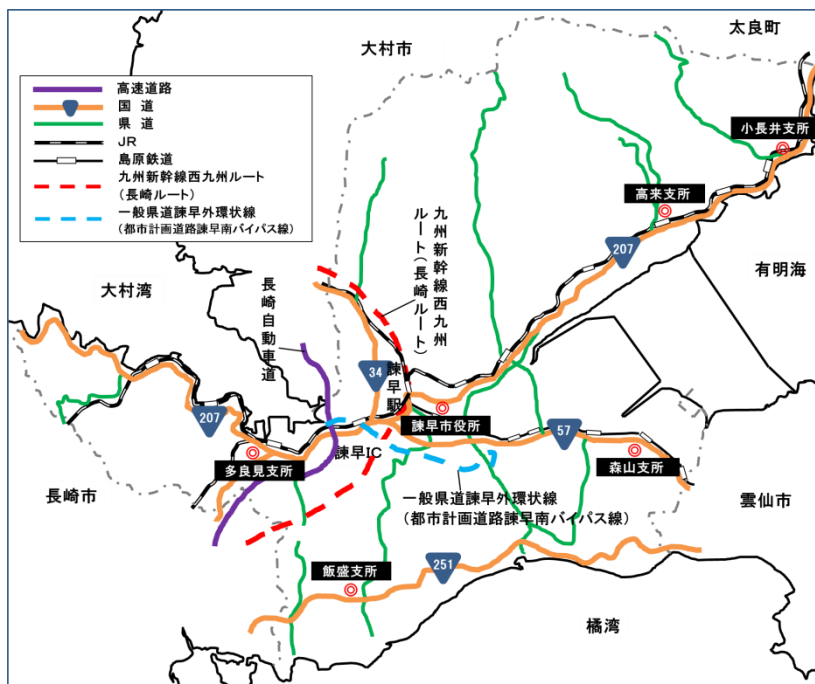 太良町
大村市
高速道路
207
国道
県道
JR
島原鉄道
九州新幹線西九州ルート
(長崎ルート)
一般県道諫早外環状線
(都市計画道路諫早南バイパス線)
小長井支所
高来支所
207
有明海
大村湾
長崎自動車道
九州新幹線西九州
ルート(長崎ルート)
34
諫早駅
諫早市役所
207
57
諫早IC
多良見支所
森山支所
長崎市
一般県道諫早外環状線
(都市計画道路諫早南バイパス線)
雲仙市
飯盛支所
251
橘湾